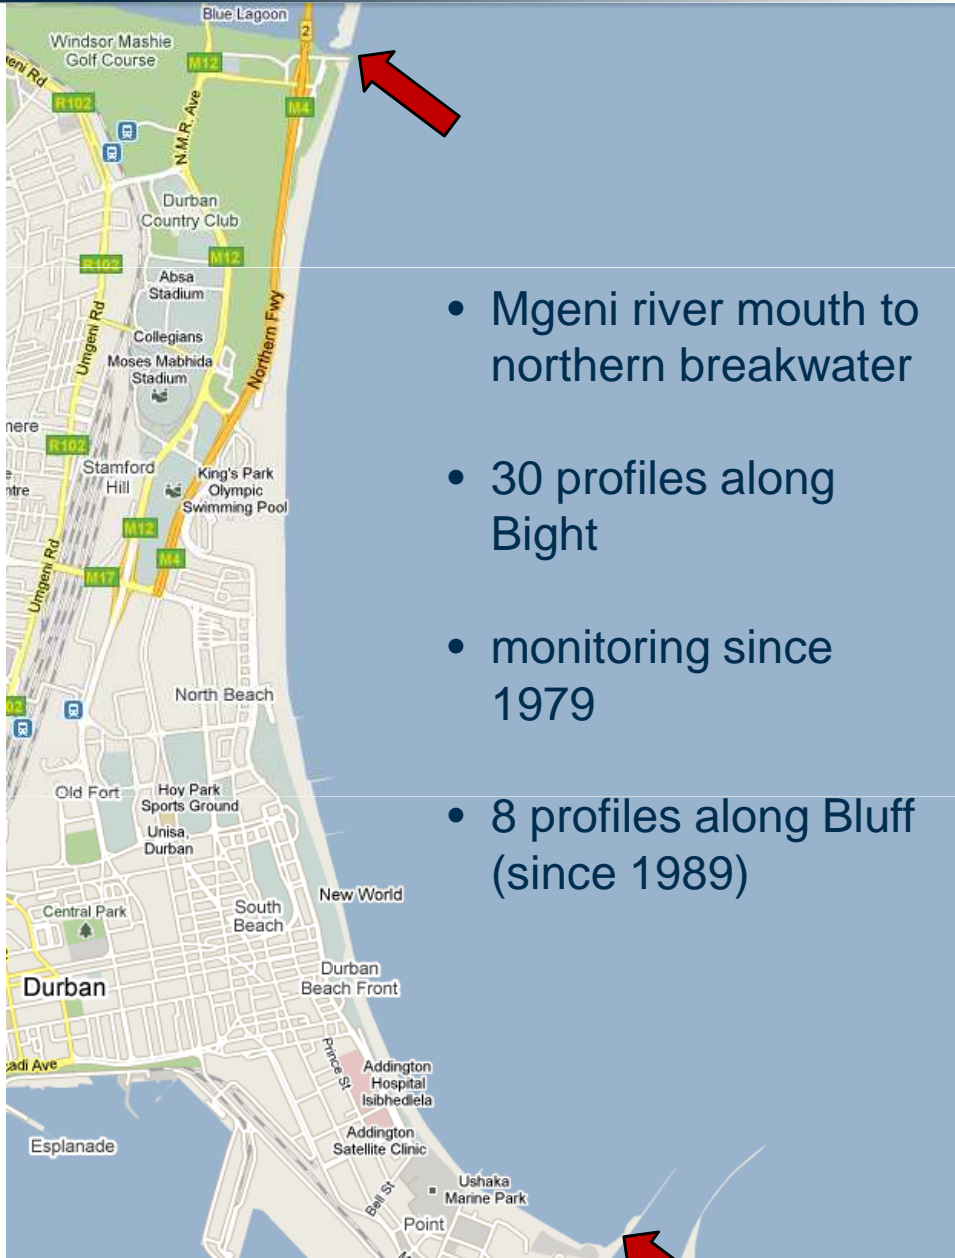 Blue Lagoon
2
Windsor Mashie
Golf Course
M12
R102
M4
N.M.R. Ave
Durban
Country Club
M12
R102
Absa
Stadium
Northern Fwy
Umgeni Rd
Collegians
Moses Mabhida
Stadium
R102
Stamford
Hill
King's Park
Olympic
Swimming Pool
M12
M4
M17
Umgeni Rd
North Beach
Old Fort
Hoy Park
Sports Ground
Unisa,
Durban
New World
Central Park
South
Beach
Durban
Durban
Beach Front
Prince St
Addington
Hospital
Isibhedlela
Addington
Satellite Clinic
Esplanade
Bell St
Ushaka
Marine Park
Point
• Mgeni river mouth to
northern breakwater
• 30 profiles along
Bight
• monitoring since
1979
• 8 profiles along Bluff
(since 1989)